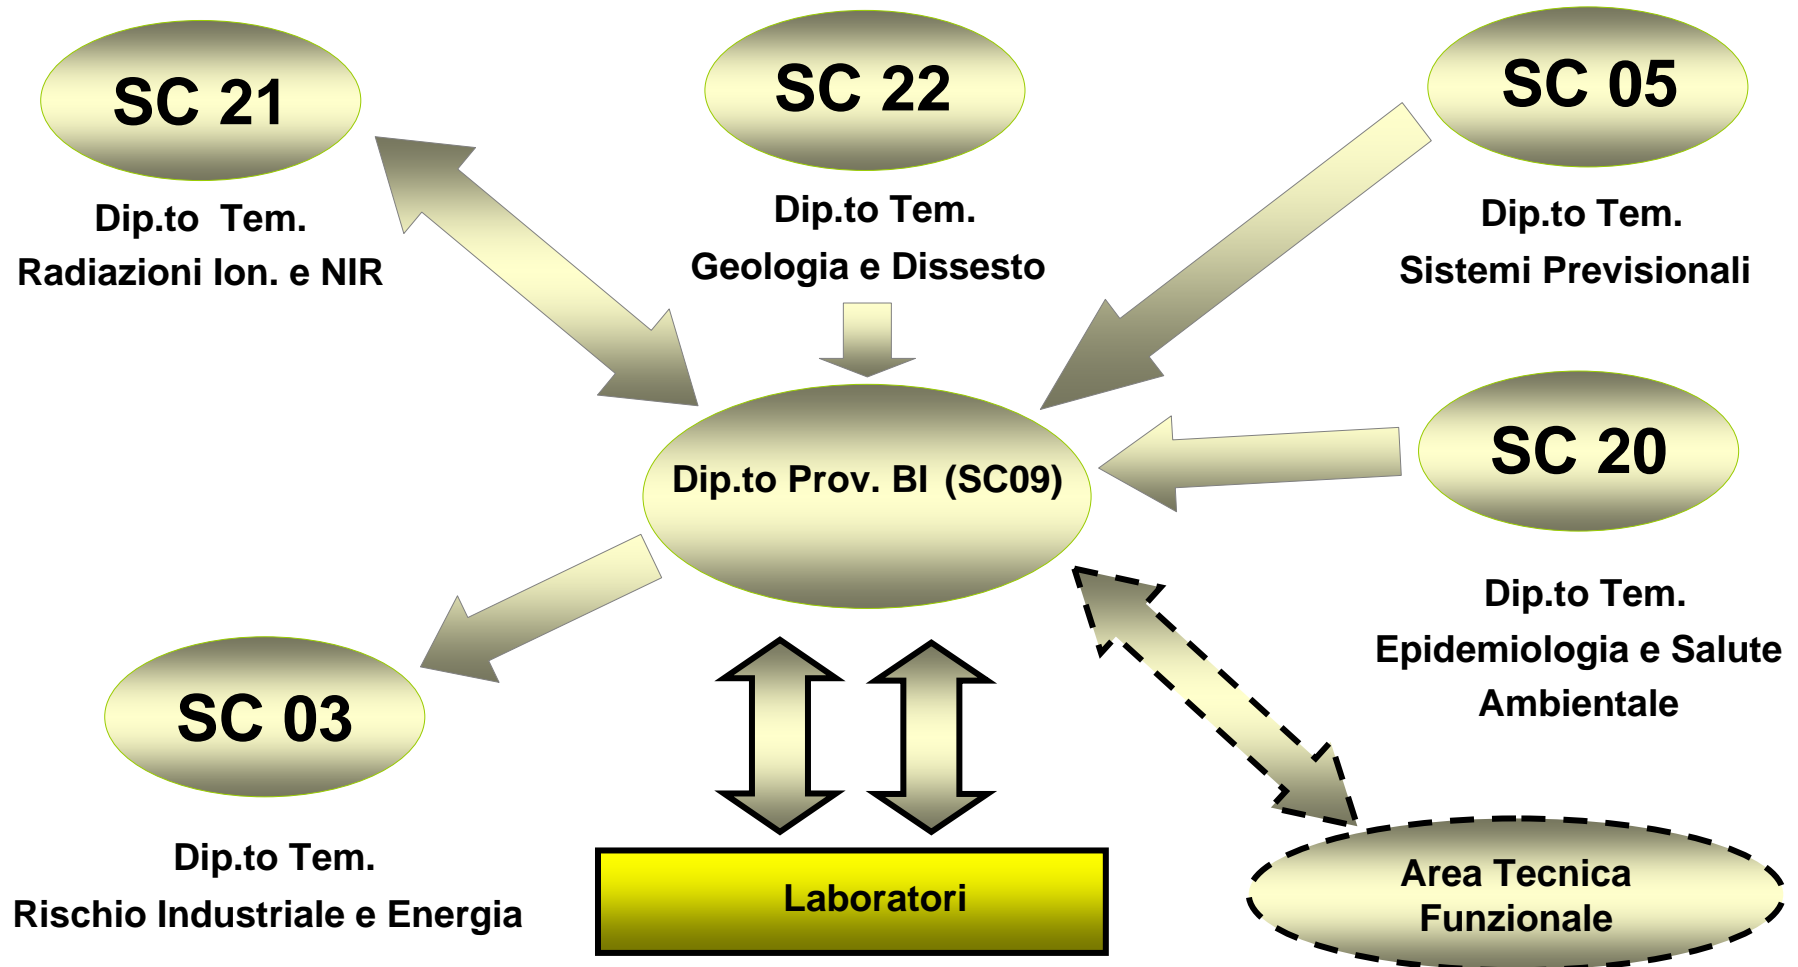 SC 21
Dip.to Tem.
Radiazioni Ion. e NIR
SC 22
Dip.to Tem.
Geologia e Dissesto
SC 05
Dip.to Tem.
Sistemi Previsionali
Dip.to Prov. BI (SC09)
SC 20
Dip.to Tem.
Epidemiologia e Salute
Ambientale
SC 03
Dip.to Tem.
Rischio Industriale e Energia
Laboratori
Area Tecnica
Funzionale